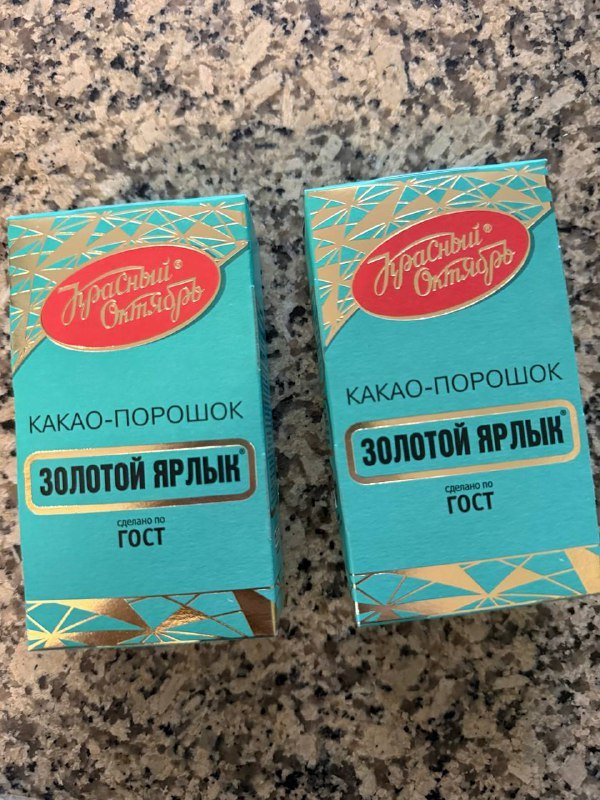 Красный®
Октябрь
КАКАО-ПОРОШОК
ЗОЛОТОЙ ЯРЛЫК®
сделано по
ГОСТ
Красный®
Октябрь
КАКАО-ПОРОШОК
ЗОЛОТОЙ ЯРЛЫК®
сделано по
ГОСТ